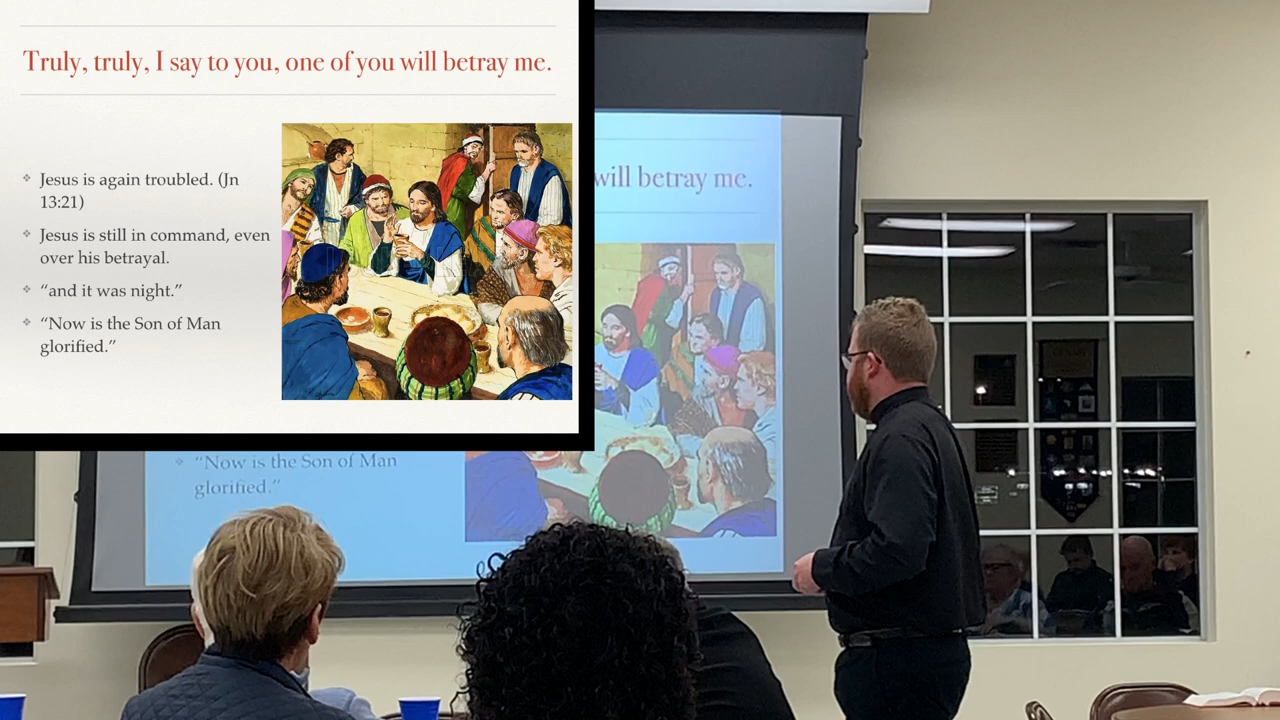 Truly, truly, I say to you, one of you will betray me.
Jesus is again troubled. (Jn
13:21)
Jesus is still in command, even
over his betrayal.
“and it was night.”
“Now is the Son of Man
glorified.”
will betray me.
“Now is the Son of Man
glorified.”